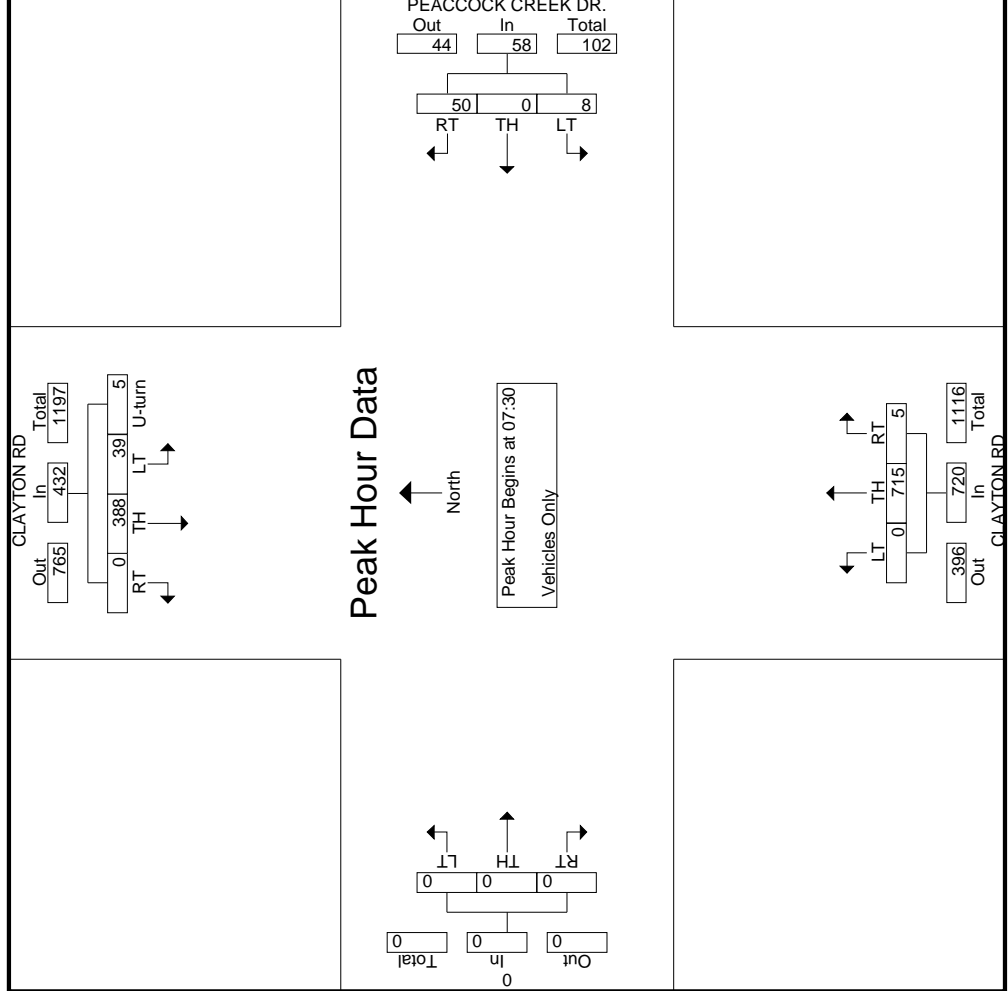 PEACCOCK CREEK DR.
Out In Total
44 58 102
50 0 8
RT TH LT
CLAYTON RD
Out In Total
765 432 1197
0 388 39 5
RT TH LT U-turn
Peak Hour Data
North
Peak Hour Begins at 07:30
Vehicles Only
LT TH RT
0 715 5
396 720 1116
Out In Total
CLAYTON RD
LT TH RT
0 0 0
0 0 0
Total In Out
0